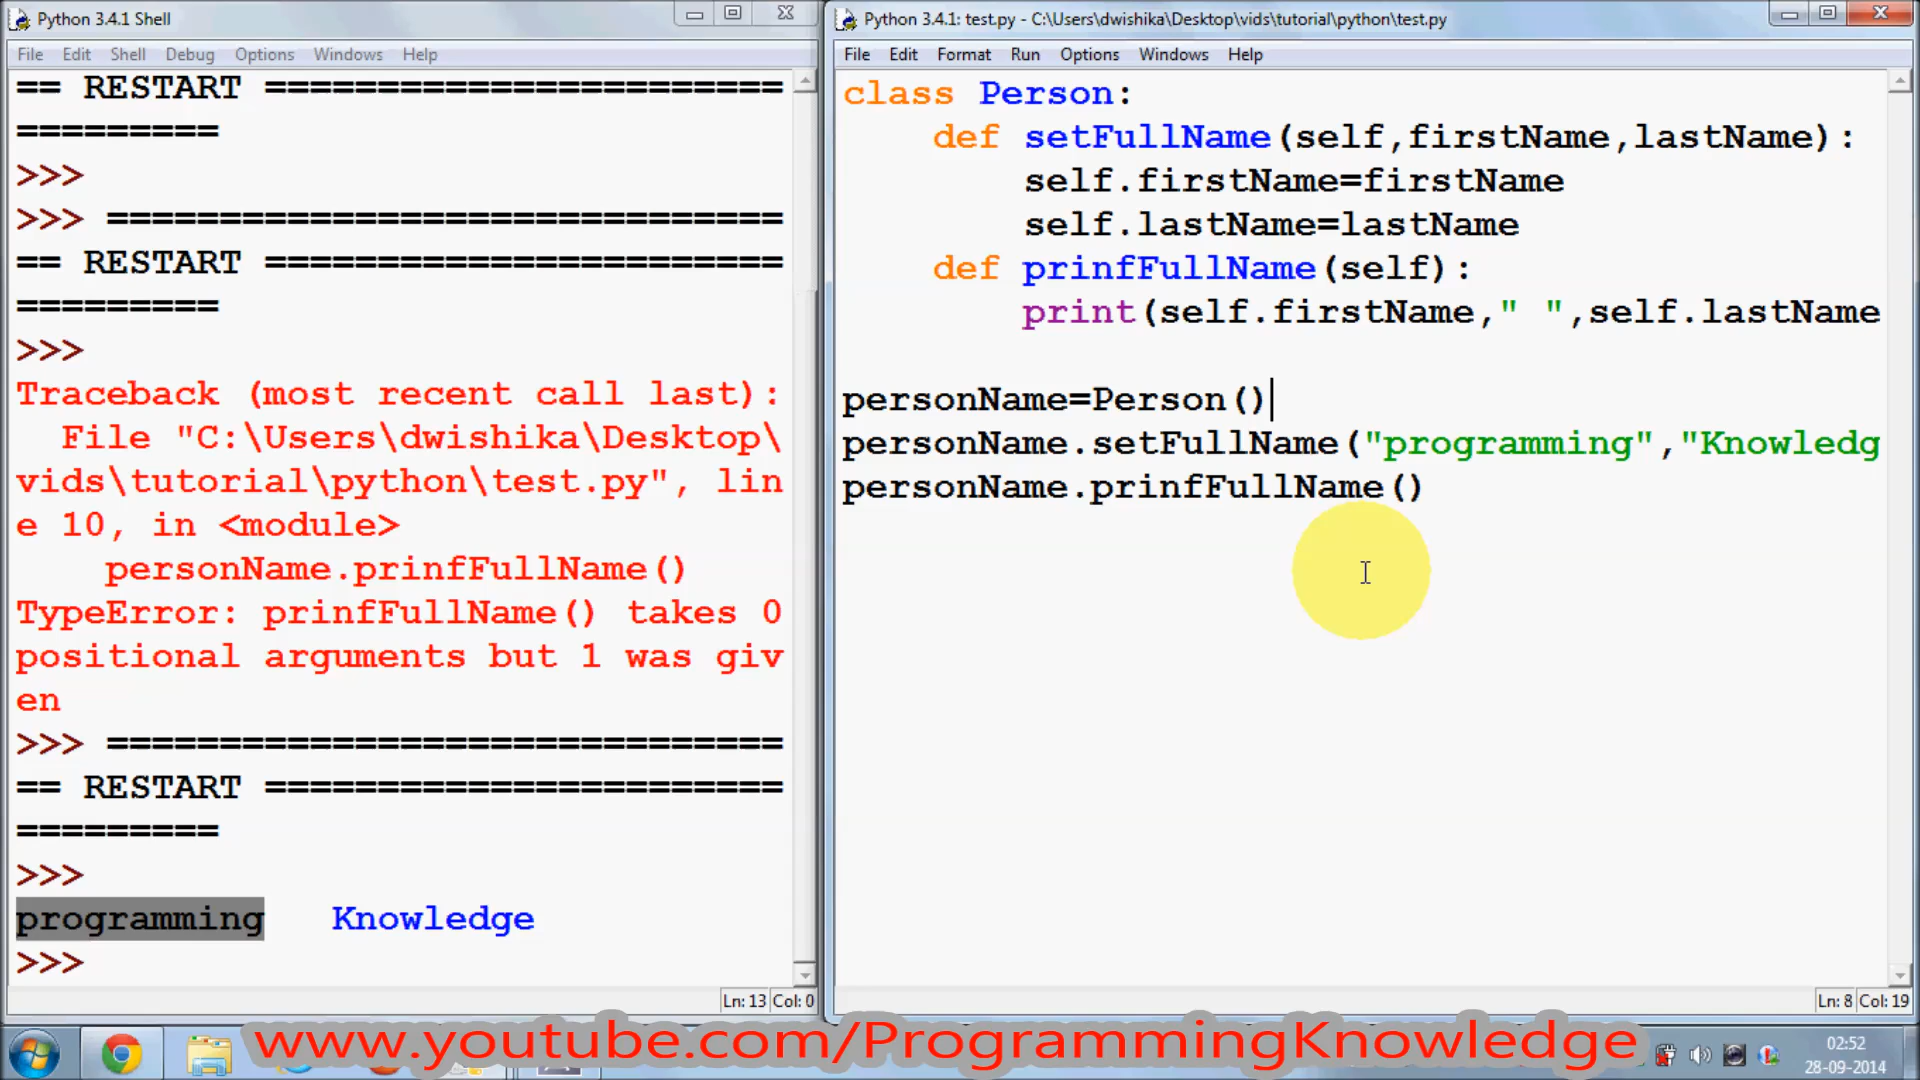 Python 3.4.1 Shell
File Edit Shell Debug Options Windows Help
== RESTART =======================
=========
>>>
>>> ==============================
== RESTART =======================
=========
>>>
Traceback (most recent call last):
  File "C:\Users\dwishika\Desktop\
vids\tutorial\python\test.py", lin
e 10, in <module>
    personName.prinfFullName()
TypeError: prinfFullName() takes 0
positional arguments but 1 was giv
en
>>> ==============================
== RESTART =======================
=========
>>>
programming   Knowledge
>>>
Ln: 13 Col: 0
Python 3.4.1: test.py - C:\Users\dwishika\Desktop\vids\tutorial\python\test.py
File Edit Format Run Options Windows Help
class Person:
    def setFullName(self,firstName,lastName):
        self.firstName=firstName
        self.lastName=lastName
    def prinfFullName(self):
        print(self.firstName," ",self.lastName
personName=Person()
personName.setFullName("programming","Knowledg
personName.prinfFullName()
Ln: 8 Col: 19
www.youtube.com/ProgrammingKnowledge
02:52
28-09-2014